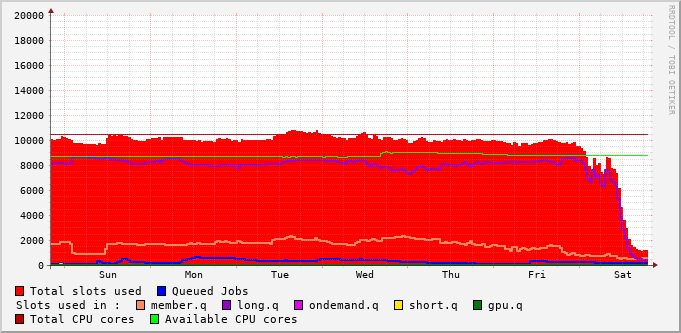 20000
18000
16000
14000
12000
10000
8000
6000
4000
2000
0
Sun Mon Tue Wed Thu Fri Sat
RRDTOOL / TOBI OETIKER
Total slots used Queued Jobs
Slots used in : member.q long.q ondemand.q short.q gpu.q
Total CPU cores Available CPU cores